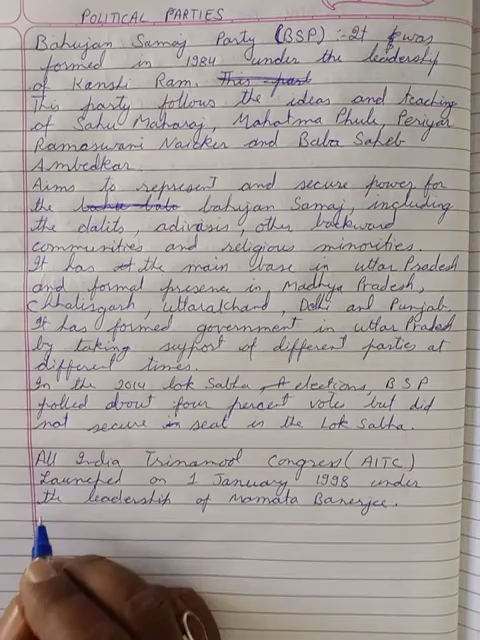 POLITICAL PARTIES
Bahujan Samaj Party (BSP) :- It was
formed in 1984 under the leadership
of Kanshi Ram. This part
This party follows the ideas and teaching
of Sahu Maharaj, Mahatma Phule, Periyar
Ramaswani Naicker and Baba Saheb
Ambedkar.
Aims to represent and secure power for
the bahujan Samaj, including
the dalits, adivasis, other backward
communities and religious minorities.
It has the main base in uttar Pradesh
and formal presence in, Madhya Pradesh,
Chhatisgarh, uttarakhand, Delhi and Punjab.
It has formed government in uttar Pradesh
by taking support of different parties at
different times.
In the 2014 lok Sabha, elections, BSP
polled about four percent vote but did
not secure seat in the Lok Sabha.
All India Trinamool Congress (AITC)
Launched on 1 January 1998 under
the leadership of Mamata Banerjee.